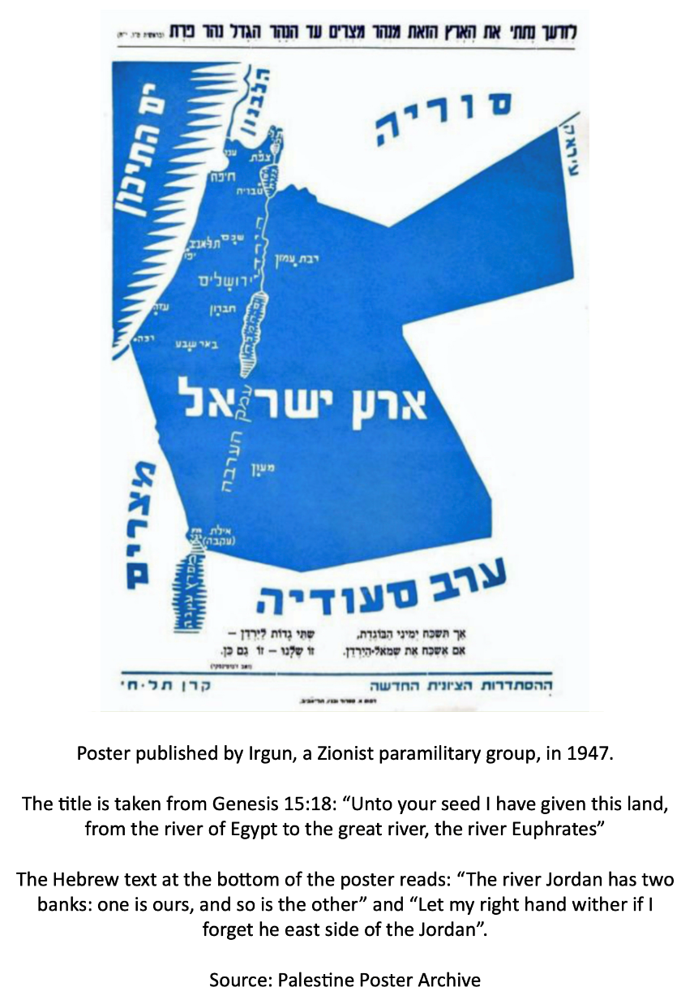 לזרעך נתתי את הארץ הזאת מנהר מצרים עד הנהר הגדל נהר פרת
הלבנון
סוריה
ים התיכון
עיראק
צפת
חיפה
טבריה
שכם
תל-אביב
יפו
רבת עמון
ירושלים
הירדן
חברון
עזה
באר שבע
ארץ ישראל
עמק הערבה
מעון
מצרים
אילת
(עקבה)
מפרץ עקבה
ערב סעודיה
אך תשכח ימיני הבוגדת,
אם אשכח את שמאל-הירדן.
שתי גדות לירדן –
זו שלנו – זו גם כן.
ההסתדרות הציונית החדשה
קרן תל-חי
Poster published by Irgun, a Zionist paramilitary group, in 1947.
The title is taken from Genesis 15:18: “Unto your seed I have given this land,
from the river of Egypt to the great river, the river Euphrates”
The Hebrew text at the bottom of the poster reads: “The river Jordan has two
banks: one is ours, and so is the other” and “Let my right hand wither if I
forget he east side of the Jordan”.
Source: Palestine Poster Archive